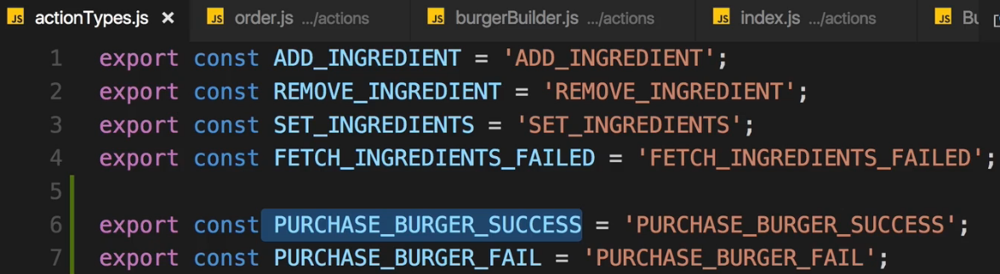 JS actionTypes.js × JS order.js .../actions JS burgerBuilder.js .../actions JS index.js .../actions JS
1 export const ADD_INGREDIENT = 'ADD_INGREDIENT';
2 export const REMOVE_INGREDIENT = 'REMOVE_INGREDIENT';
3 export const SET_INGREDIENTS = 'SET_INGREDIENTS';
4 export const FETCH_INGREDIENTS_FAILED = 'FETCH_INGREDIENTS_FAILED';
5
6 export const PURCHASE_BURGER_SUCCESS = 'PURCHASE_BURGER_SUCCESS';
7 export const PURCHASE_BURGER_FAIL = 'PURCHASE_BURGER_FAIL';